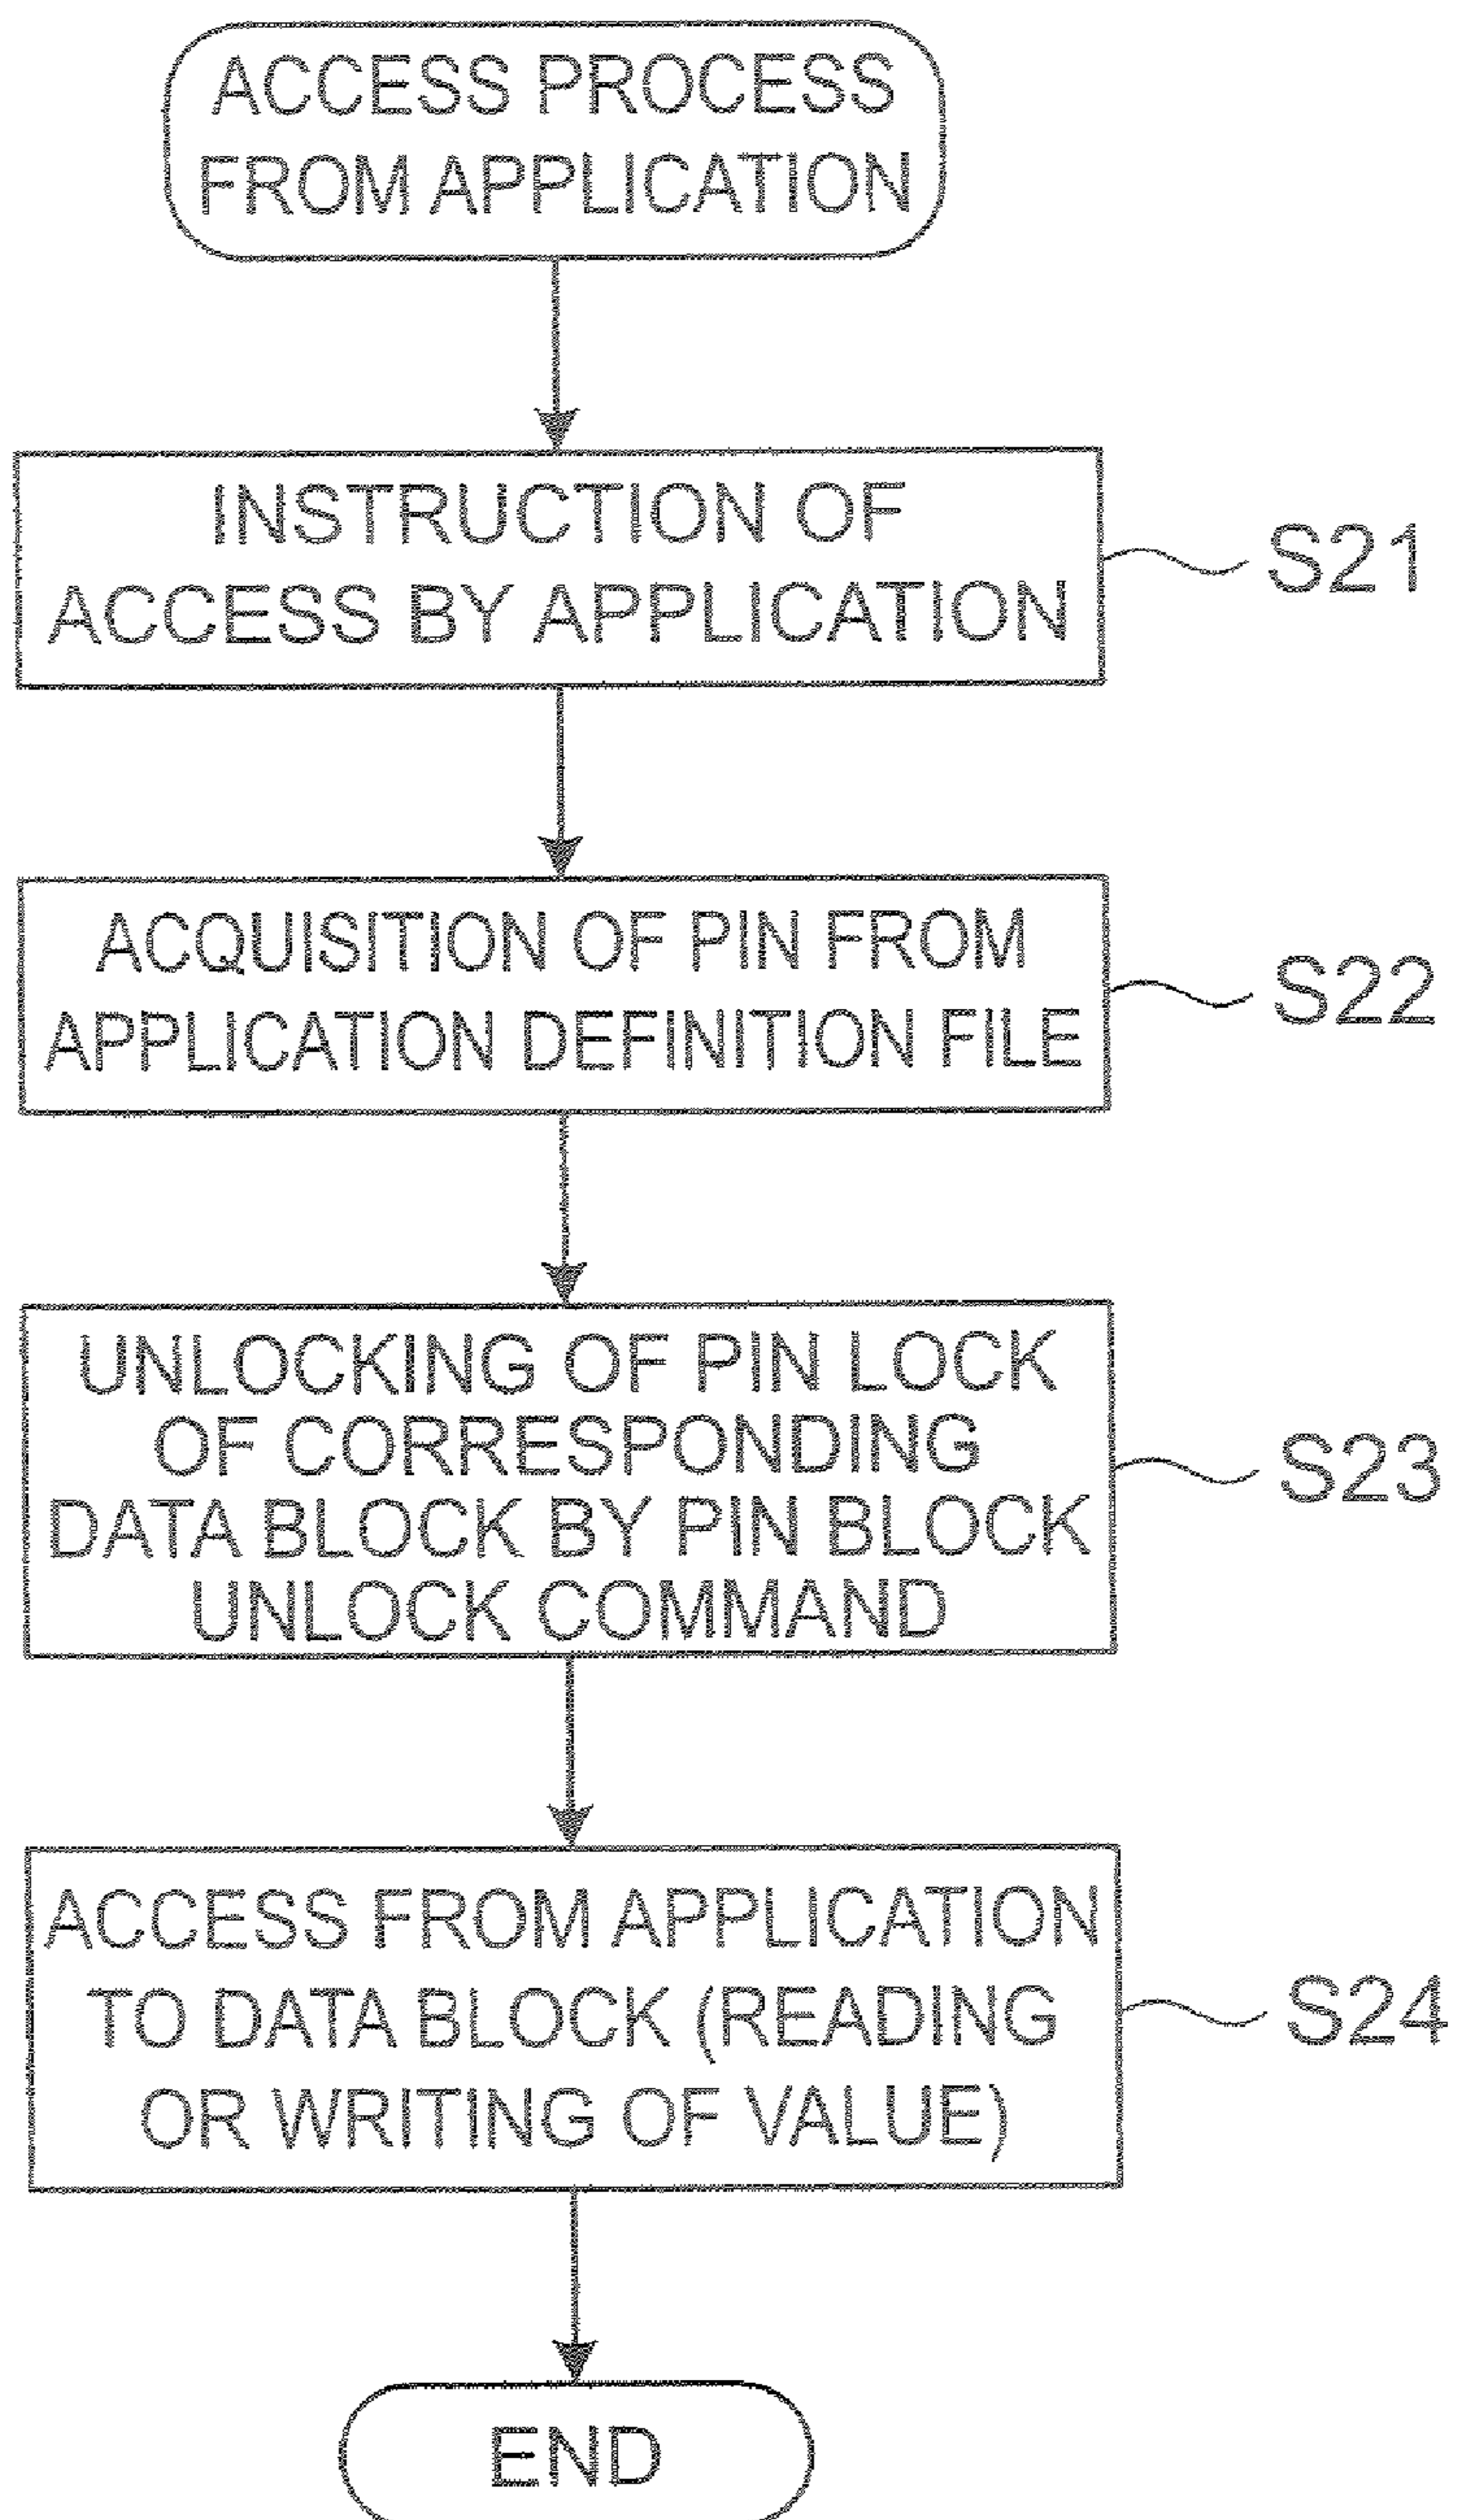 ACCESS PROCESS
FROM APPLICATION
INSTRUCTION OF
ACCESS BY APPLICATION
S21
ACQUISITION OF PIN FROM
APPLICATION DEFINITION FILE
S22
UNLOCKING OF PIN LOCK
OF CORRESPONDING
DATA BLOCK BY PIN BLOCK
UNLOCK COMMAND
S23
ACCESS FROM APPLICATION
TO DATA BLOCK (READING
OR WRITING OF VALUE)
S24
END